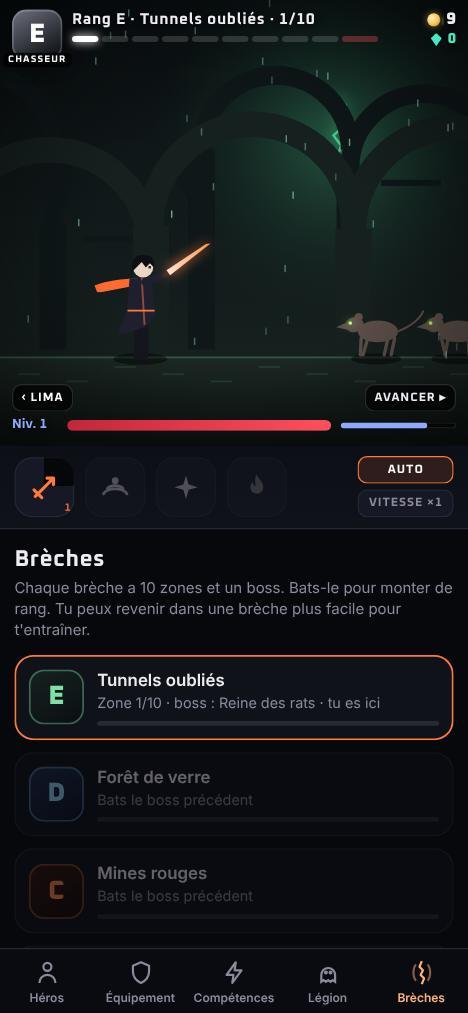 E
CHASSEUR
Rang E · Tunnels oubliés · 1/10
9
0
‹ LIMA
AVANCER ▸
Niv. 1
1
AUTO
VITESSE ×1
Brèches
Chaque brèche a 10 zones et un boss. Bats-le pour monter de
rang. Tu peux revenir dans une brèche plus facile pour
t'entraîner.
E
Tunnels oubliés
Zone 1/10 · boss : Reine des rats · tu es ici
D
Forêt de verre
Bats le boss précédent
C
Mines rouges
Bats le boss précédent
Héros
Équipement
Compétences
Légion
Brèches